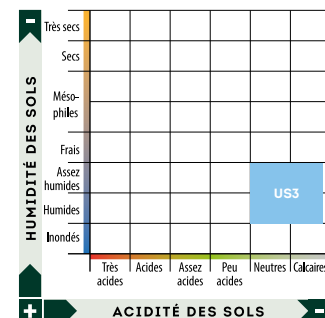 -
Très secs
Secs
Méso-
philes
Frais
Assez
humides
Humides
Inondés
HUMIDITÉ DES SOLS
US3
Très
acides
Acides
Assez
acides
Peu
acides
Neutres
Calcaires
+
ACIDITÉ DES SOLS
-